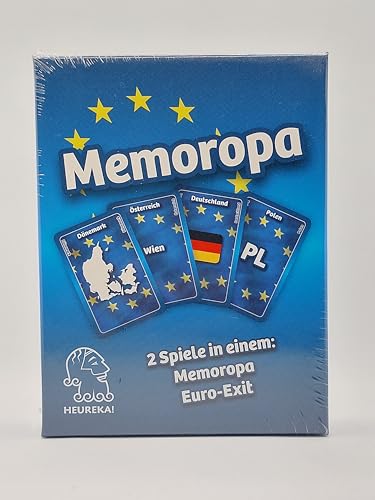 Memoropa
Dänemark
Österreich
Wien
Deutschland
Polen
PL
2 Spiele in einem:
Memoropa
Euro-Exit
HEUREKA!